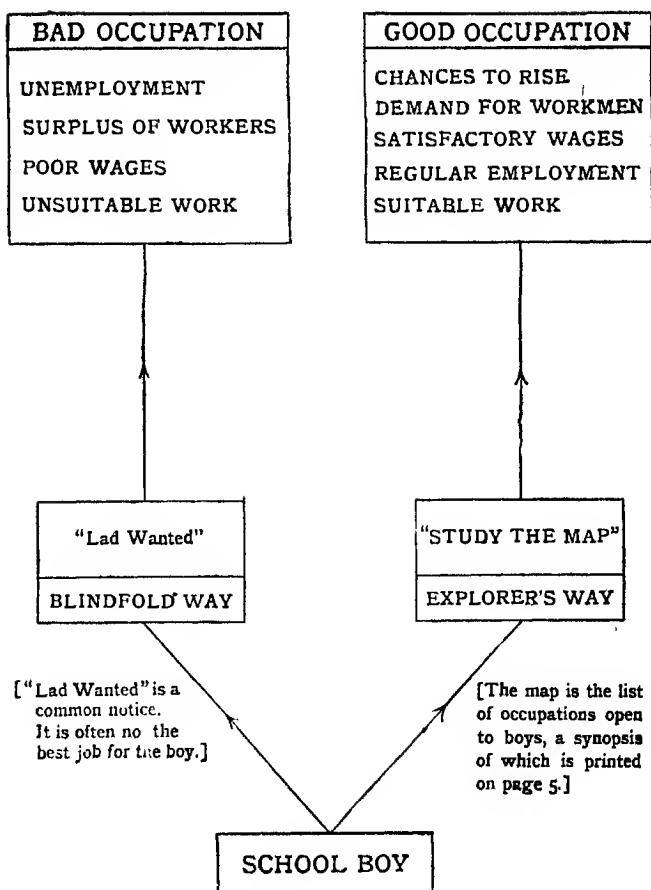 BAD OCCUPATION
UNEMPLOYMENT
SURPLUS OF WORKERS
POOR WAGES
UNSUITABLE WORK
GOOD OCCUPATION
CHANCES TO RISE
DEMAND FOR WORKMEN
SATISFACTORY WAGES
REGULAR EMPLOYMENT
SUITABLE WORK
"Lad Wanted"
BLINDFOLD WAY
"STUDY THE MAP"
EXPLORER'S WAY
["Lad Wanted" is a
common notice.
It is often no the
best job for the boy.]
[The map is the list
of occupations open
to boys, a synopsis
of which is printed
on page 5.]
SCHOOL BOY